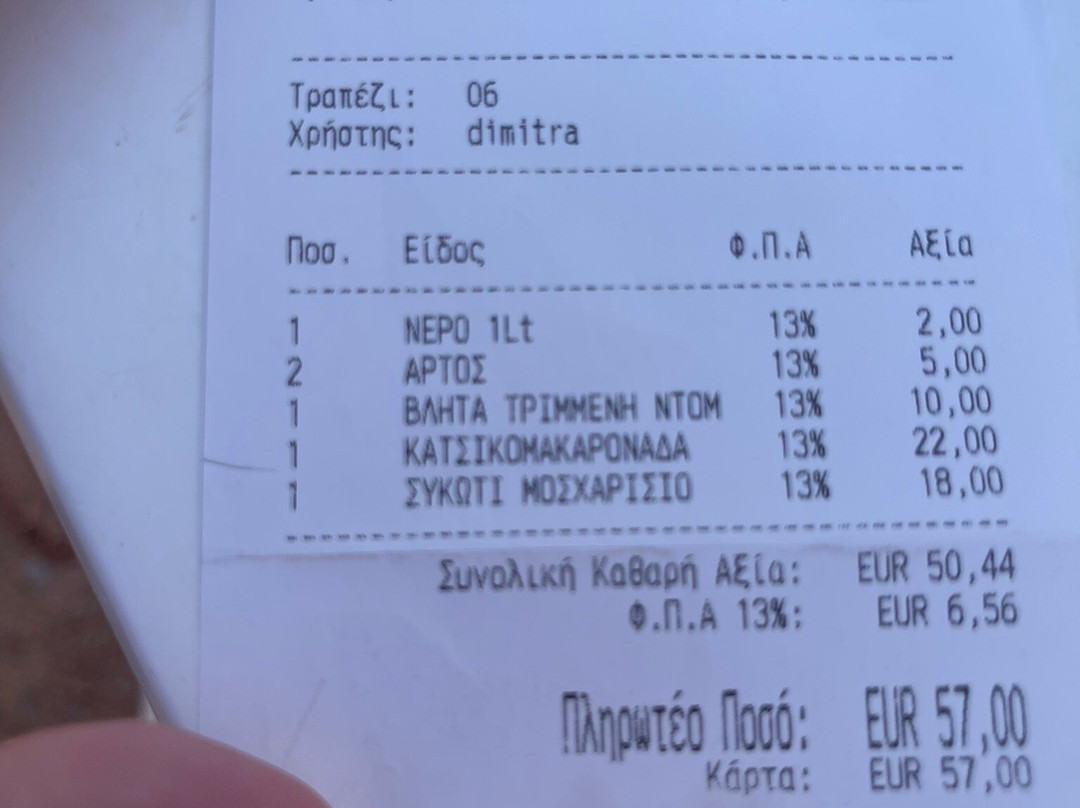 Τραπέζι: 06
Χρήστης: dimitra
Ποσ. Είδος Φ.Π.Α Αξία
1 ΝΕΡΟ 1Lt 13% 2,00
2 ΑΡΤΟΣ 13% 5,00
1 ΒΛΗΤΑ ΤΡΙΜΜΕΝΗ ΝΤΟΜ 13% 10,00
1 ΚΑΤΣΙΚΟΜΑΚΑΡΟΝΑΔΑ 13% 22,00
1 ΣΥΚΩΤΙ ΜΟΣΧΑΡΙΣΙΟ 13% 18,00
Συνολική Καθαρή Αξία: EUR 50,44
Φ.Π.Α 13%: EUR 6,56
Πληρωτέο Ποσό: EUR 57,00
Κάρτα: EUR 57,00